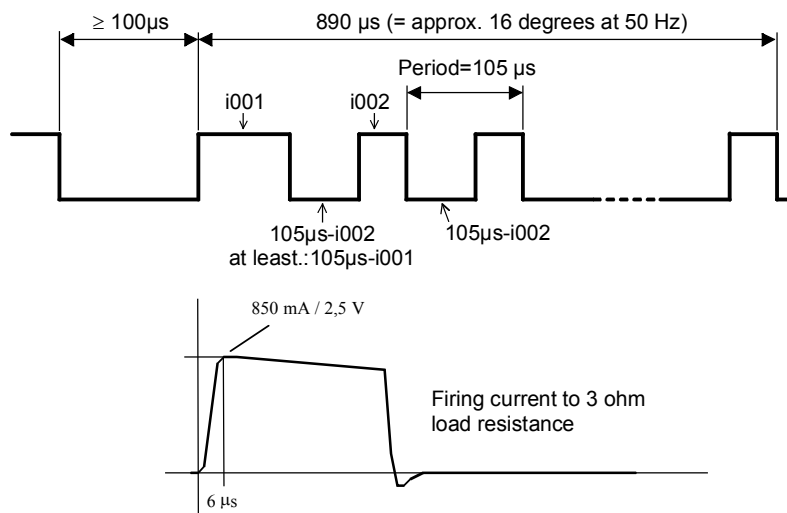 ≥ 100µs
890 µs (= approx. 16 degrees at 50 Hz)
Period=105 µs
i001
i002
105µs-i002
at least.:105µs-i001
105µs-i002
850 mA / 2,5 V
Firing current to 3 ohm
load resistance
6 µs